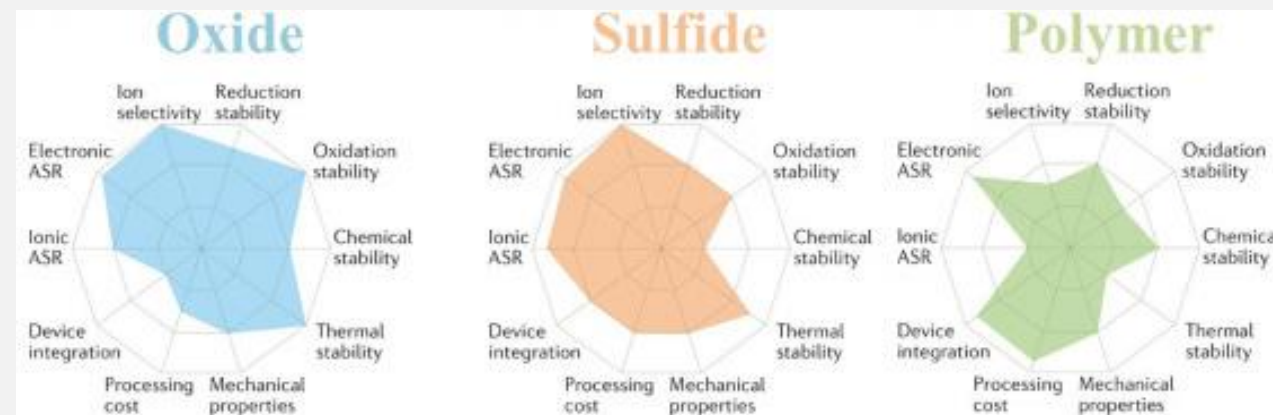 Oxide
Ion
selectivity
Reduction
stability
Electronic
ASR
Oxidation
stability
Ionic
ASR
Chemical
stability
Device
integration
Thermal
stability
Processing
cost
Mechanical
properties
Sulfide
Ion
selectivity
Reduction
stability
Electronic
ASR
Oxidation
stability
Ionic
ASR
Chemical
stability
Device
integration
Thermal
stability
Processing
cost
Mechanical
properties
Polymer
Ion
selectivity
Reduction
stability
Electronic
ASR
Oxidation
stability
Ionic
ASR
Chemica
stability
Device
integration
Thermal
stability
Processing
cost
Mechanical
properties